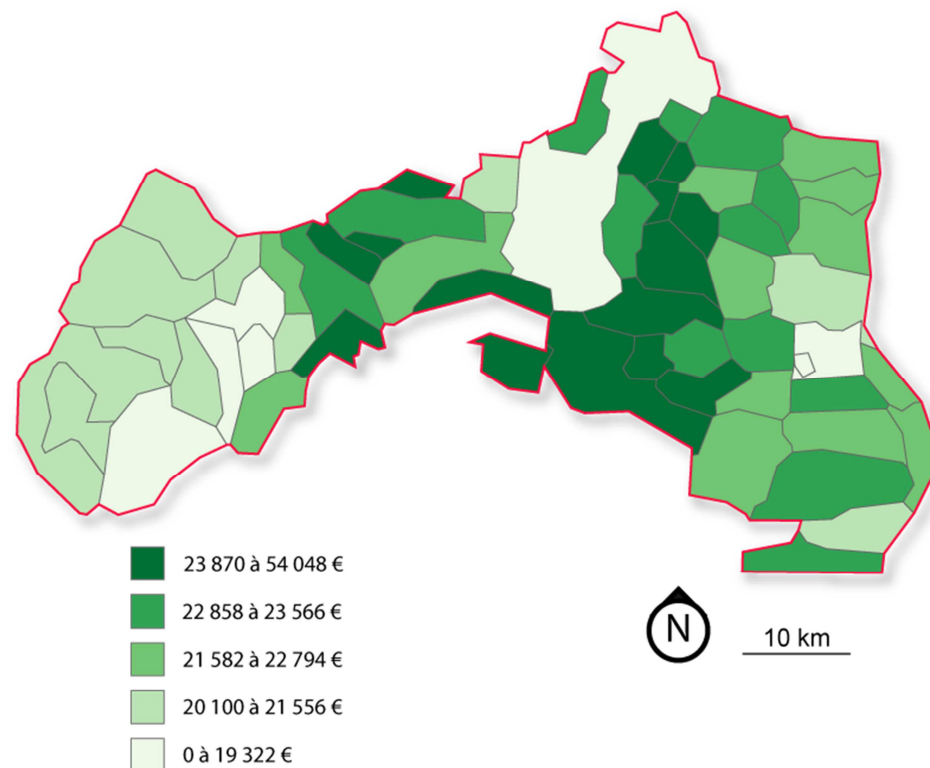 23 870 à 54 048 €
22 858 à 23 566 €
21 582 à 22 794 €
20 100 à 21 556 €
0 à 19 322 €
N
10 km